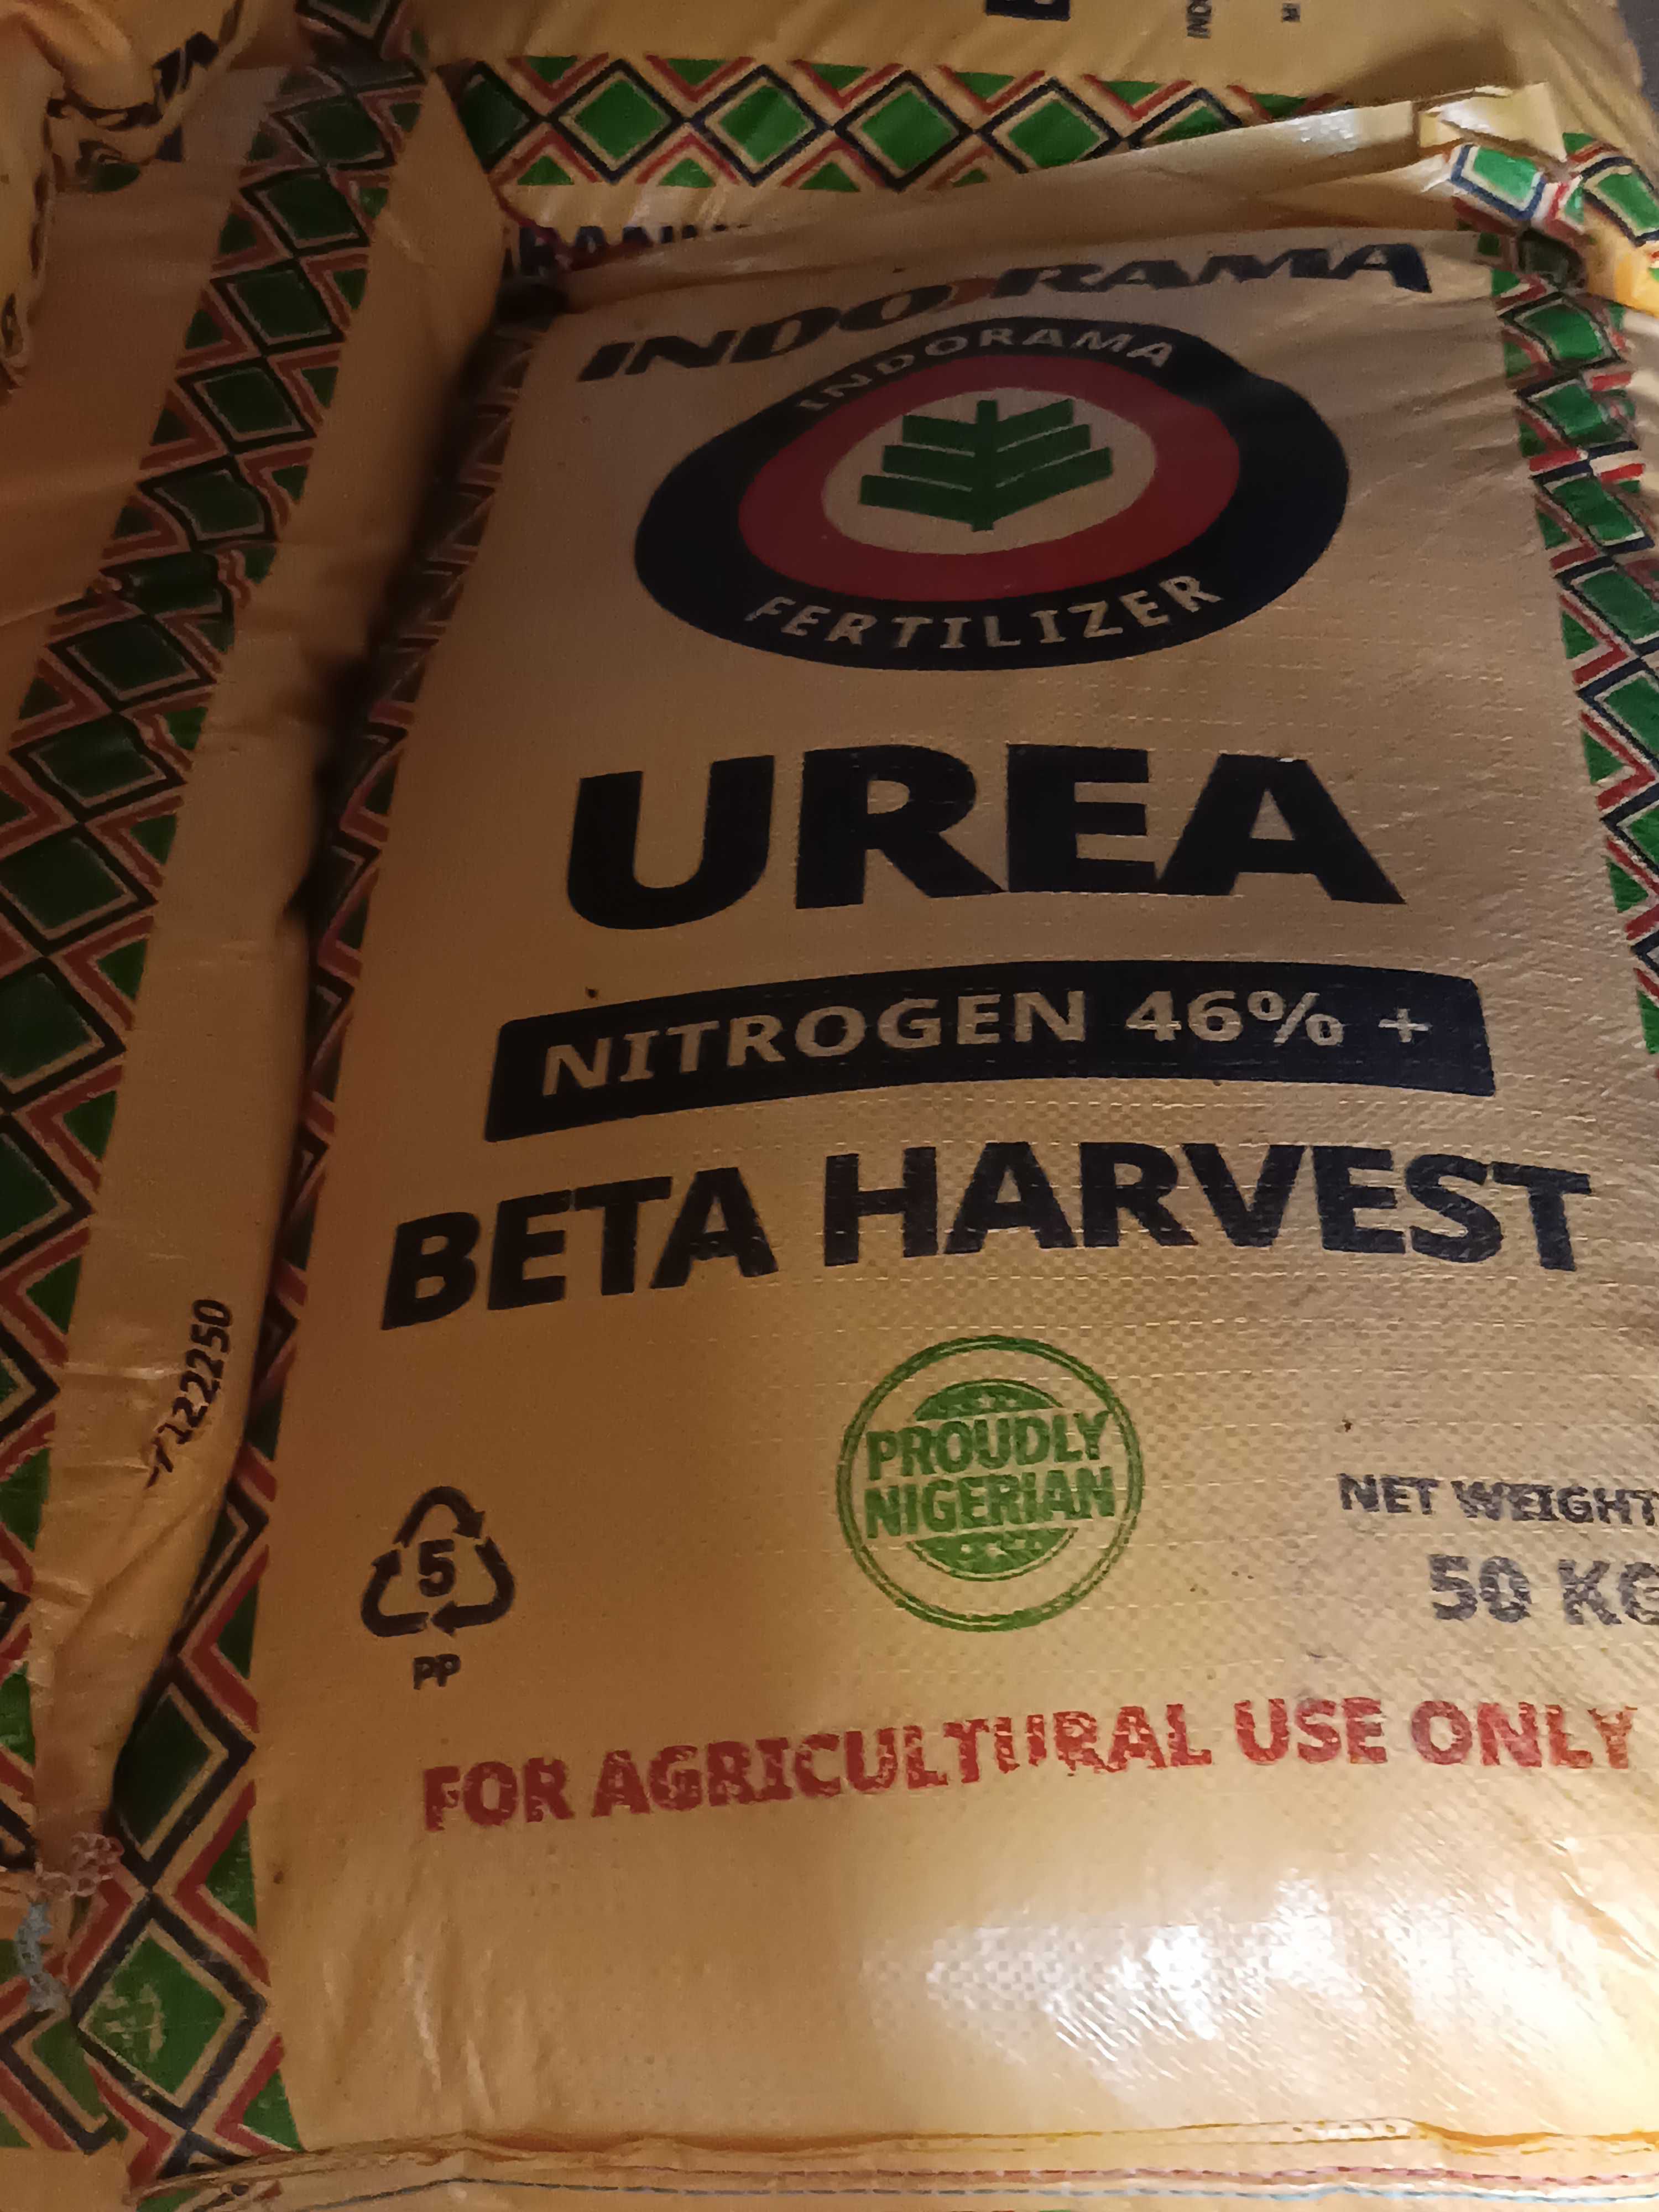 INDORAMA
INDORAMA
FERTILIZER
UREA
NITROGEN 46% +
BETA HARVEST
PROUDLY
NIGERIAN
NET WEIGHT
50 KG
5
PP
FOR AGRICULTURAL USE ONLY